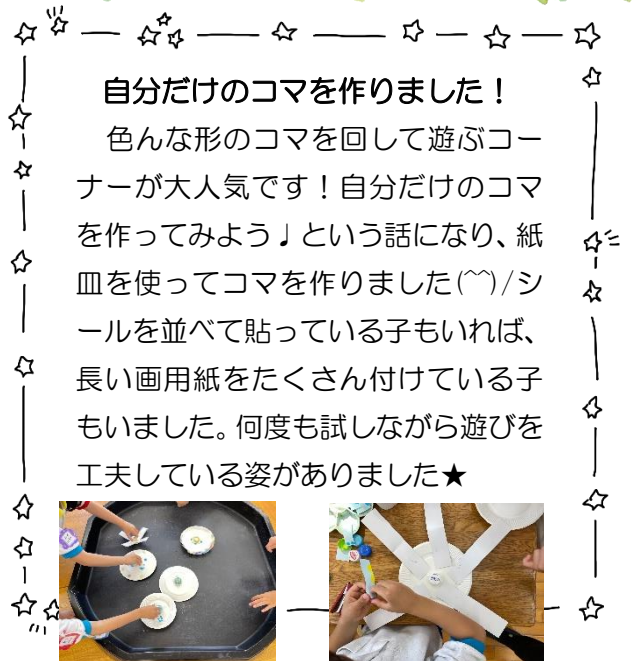 自分だけのコマを作りました！
　色んな形のコマを回して遊ぶコー
ナーが大人気です！自分だけのコマ
を作ってみよう♩という話になり、紙
皿を使ってコマを作りました(^^)/シ
ールを並べて貼っている子もいれば、
長い画用紙をたくさん付けている子
もいました。何度も試しながら遊びを
工夫している姿がありました★